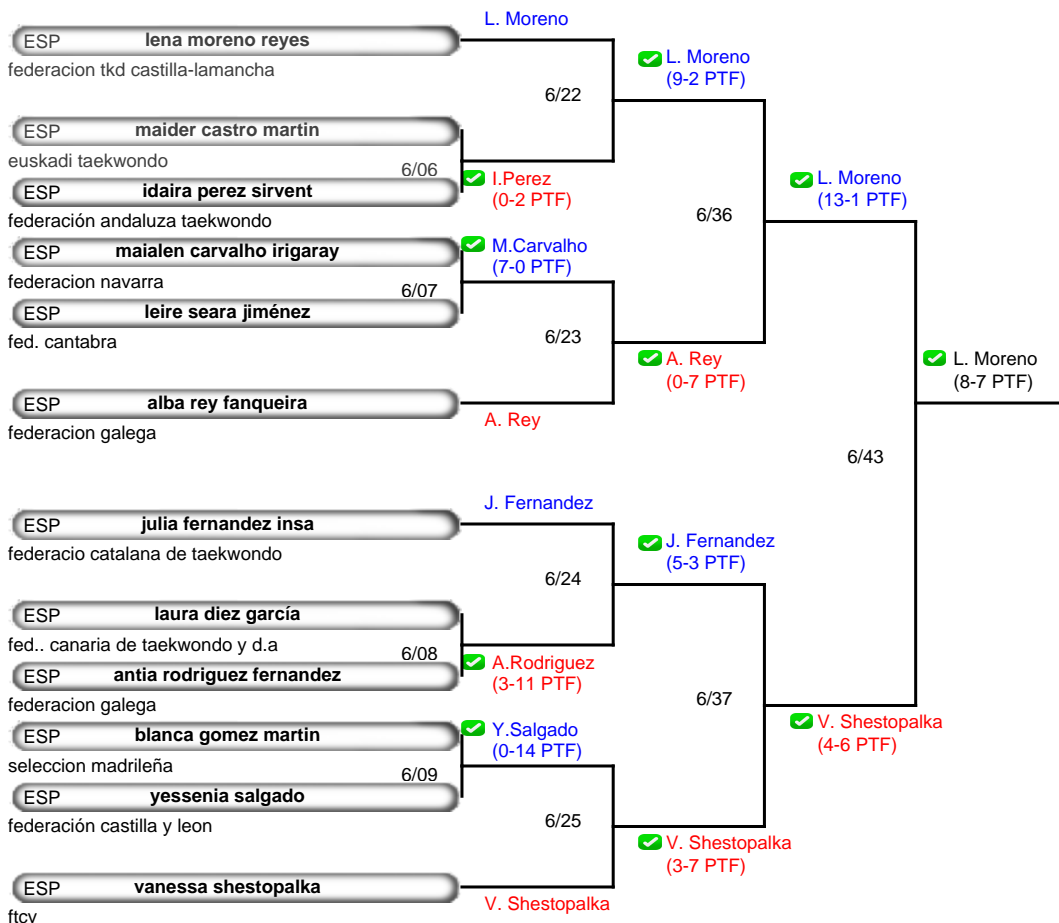 L. Moreno
ESP lena moreno reyes
federacion tkd castilla-lamancha
L. Moreno
(9-2 PTF)
6/22
ESP maider castro martin
euskadi taekwondo
6/06
I.Perez
(0-2 PTF)
ESP idaira perez sirvent
federación andaluza taekwondo
L. Moreno
(13-1 PTF)
6/36
ESP maialen carvalho irigaray
federacion navarra
M.Carvalho
(7-0 PTF)
6/07
ESP leire seara jiménez
fed. cantabra
6/23
A. Rey
(0-7 PTF)
L. Moreno
(8-7 PTF)
ESP alba rey fanqueira
federacion galega
A. Rey
6/43
J. Fernandez
ESP julia fernandez insa
federacio catalana de taekwondo
J. Fernandez
(5-3 PTF)
6/24
ESP laura diez garcía
fed.. canaria de taekwondo y d.a
6/08
A.Rodriguez
(3-11 PTF)
ESP antia rodriguez fernandez
federacion galega
6/37
ESP blanca gomez martin
seleccion madrileña
Y.Salgado
(0-14 PTF)
V. Shestopalka
(4-6 PTF)
6/09
ESP yessenia salgado
federación castilla y leon
6/25
V. Shestopalka
(3-7 PTF)
ESP vanessa shestopalka
V. Shestopalka
ftcv